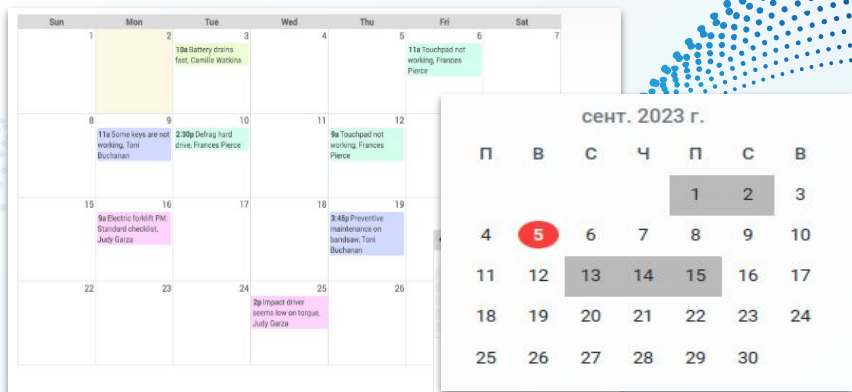 Sun Mon Tue Wed Thu Fri Sat
1 2 3 4 5 6 7
10a Battery drains
fast, Camille Watkins
11a Touchpad not
working, Frances
Pierce
8 9 10 11 12
11a Some keys are not
working, Toni
Buchanan
2:30p Defrag hard
drive, Frances Pierce
9a Touchpad not
working, Frances
Pierce
15 16 17 18 19
9a Electric forklift PM:
Standard checklist,
Judy Garza
3:45p Preventive
maintenance on
bandsaw, Toni
Buchanan
22 23 24 25 26
2p Impact driver
seems low on torque,
Judy Garza
сент. 2023 г.
П В С Ч П С В
1 2 3
4 5 6 7 8 9 10
11 12 13 14 15 16 17
18 19 20 21 22 23 24
25 26 27 28 29 30